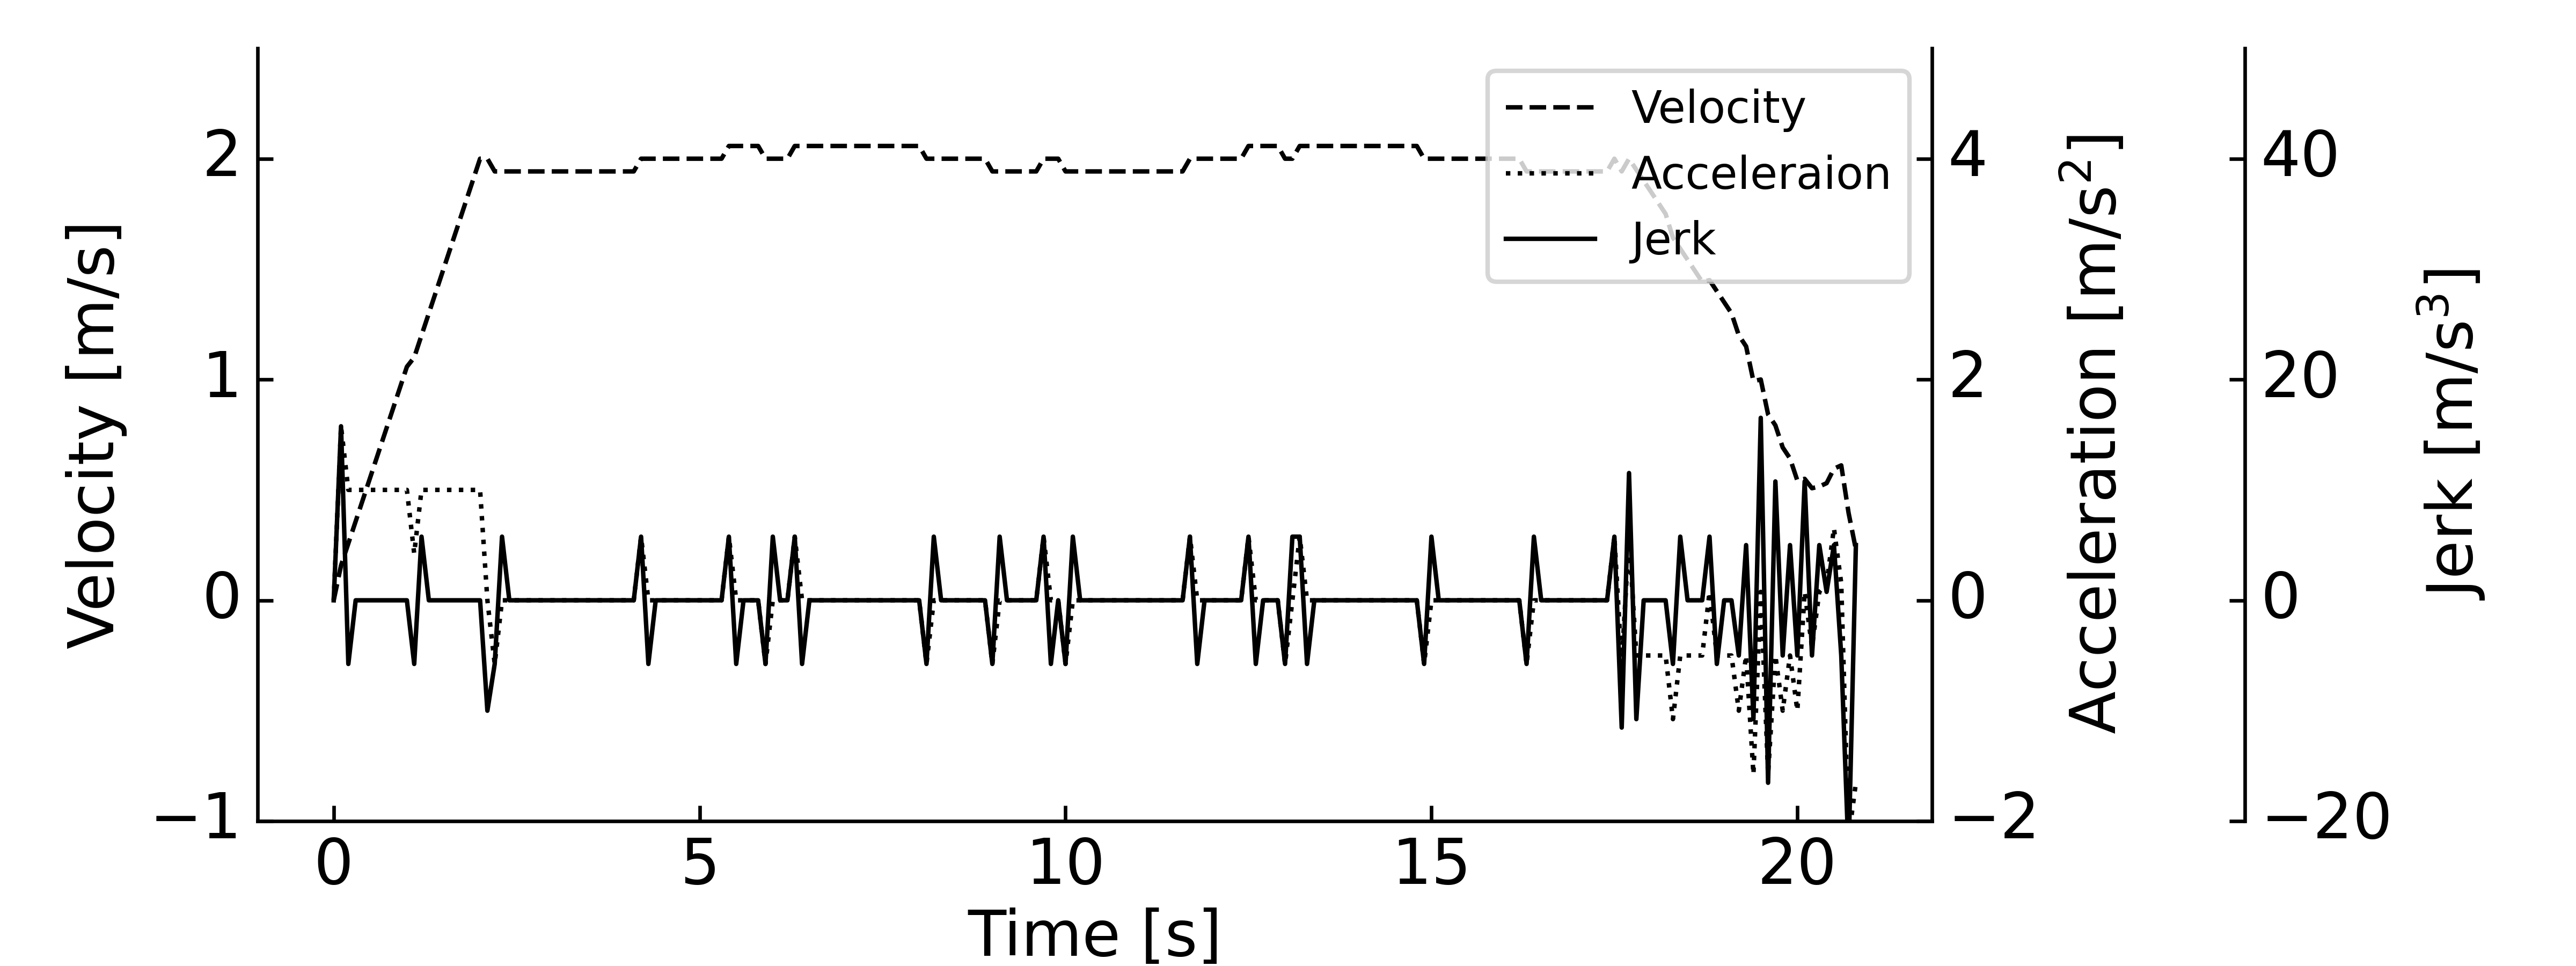 Velocity [m/s]
2
1
0
−1
0 5 10 15 20
Time [s]
Velocity
Acceleraion
Jerk
4
2
0
−2
Acceleration [m/s²]
40
20
0
−20
Jerk [m/s³]